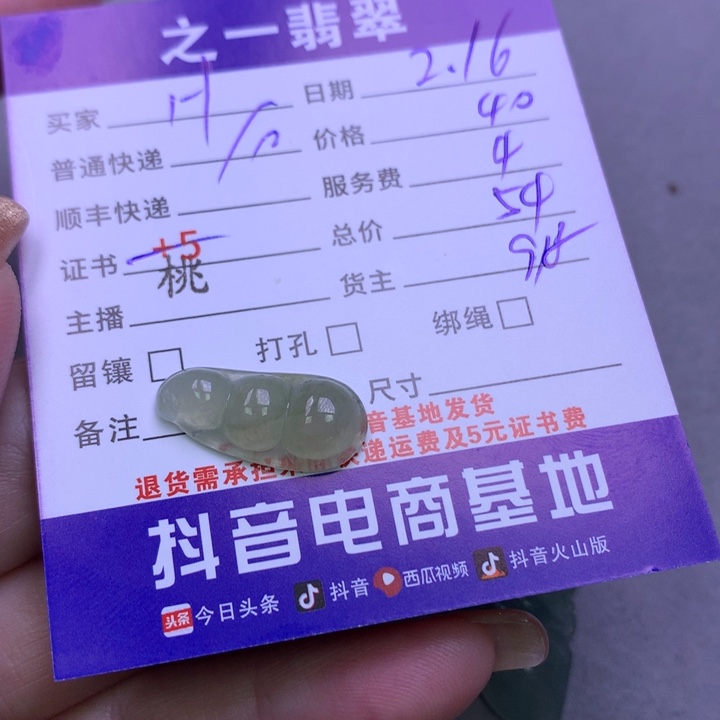 之一翡翠
买家 日期 2.16
普通快递 10 价格 40
顺丰快递 服务费 4
证书 +5 总价 54
主播 桃 货主
留镶 打孔 绑绳
备注 尺寸
音基地发货
退货需承担来 快递运费及5元证书费
抖音电商基地
头条 今日头条 抖音 西瓜视频 抖音火山版